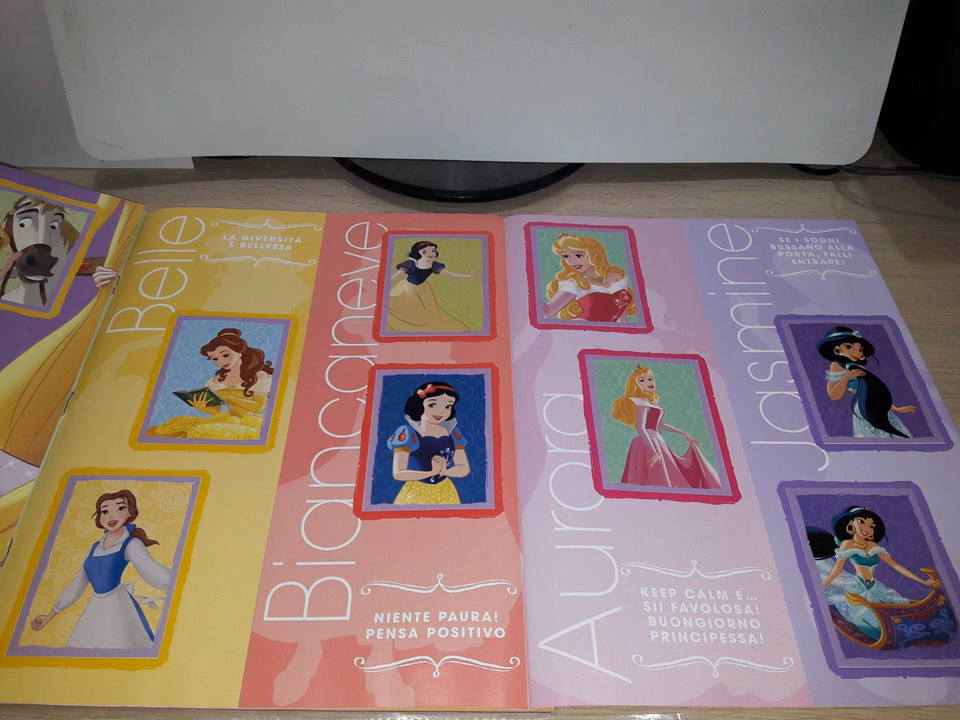 Belle
LA DIVERSITÀ
È BELLEZZA
Biancaneve
NIENTE PAURA!
PENSA POSITIVO
Aurora
KEEP CALM E...
SII FAVOLOSA!
BUONGIORNO
PRINCIPESSA!
Jasmine
SE I SOGNI
BUSSANO ALLA
PORTA, FALLI
ENTRARE!